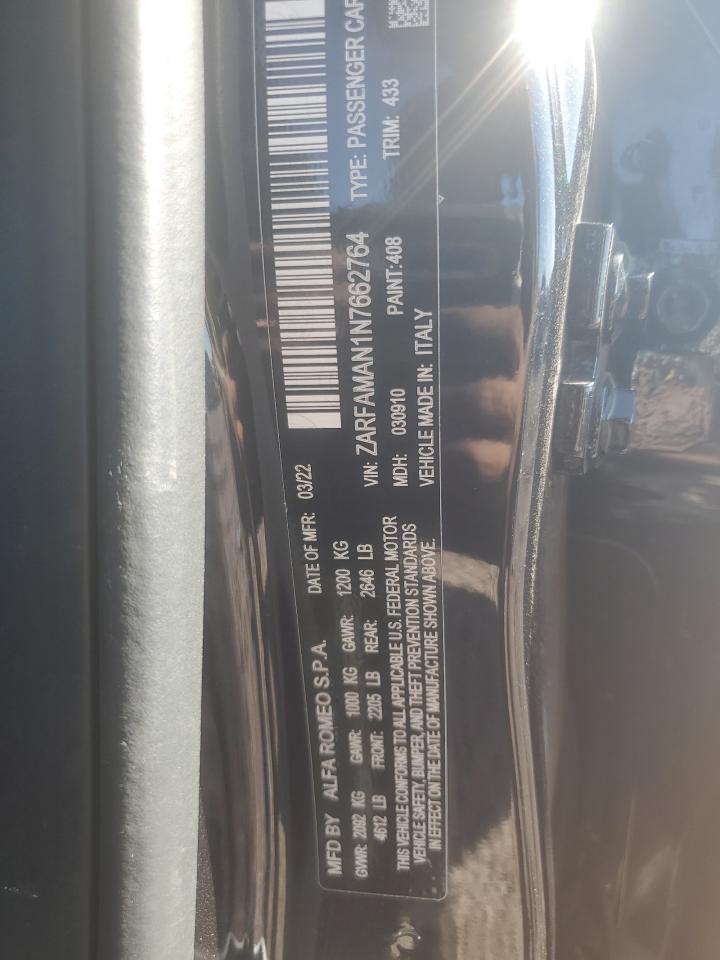 MFD BY ALFA ROMEO S.P.A. DATE OF MFR: 03/22
GVWR: 2092 KG GAWR: 1000 KG GAWR: 1200 KG
4612 LB FRONT: 2205 LB REAR: 2646 LB
THIS VEHICLE CONFORMS TO ALL APPLICABLE U.S. FEDERAL MOTOR
VEHICLE SAFETY, BUMPER, AND THEFT PREVENTION STANDARDS
IN EFFECT ON THE DATE OF MANUFACTURE SHOWN ABOVE.
VIN: ZARFAMAN1N7662764 TYPE: PASSENGER CAR
MDH: 030910 PAINT:408 TRIM: 433
VEHICLE MADE IN: ITALY